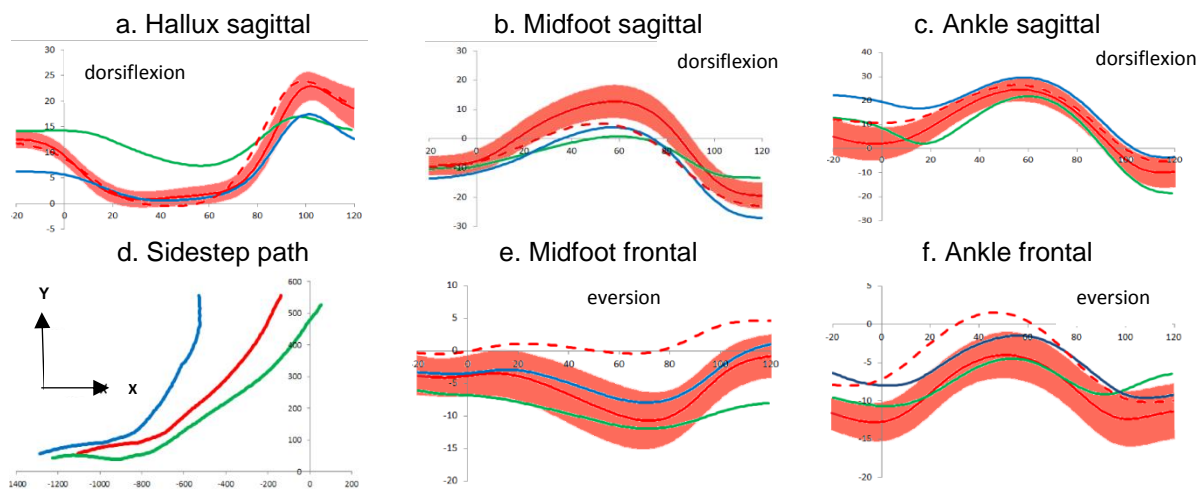 a. Hallux sagittal
b. Midfoot sagittal
c. Ankle sagittal
30
25
20
15
10
5
0
-5
-20 0 20 40 60 80 100 120
dorsiflexion
30
20
10
0
-10
-20
-30
-20 0 20 40 60 80 100 120
dorsiflexion
40
30
20
10
0
-10
-20
-30
-20 0 20 40 60 80 100 120
dorsiflexion
d. Sidestep path
e. Midfoot frontal
f. Ankle frontal
Y
X
600
500
400
300
200
100
0
-1400 -1200 -1000 -800 -600 -400 -200 0 200
10
5
0
-5
-10
-15
-20
-20 0 20 40 60 80 100 120
eversion
5
0
-5
-10
-15
-20
-20 0 20 40 60 80 100 120
eversion